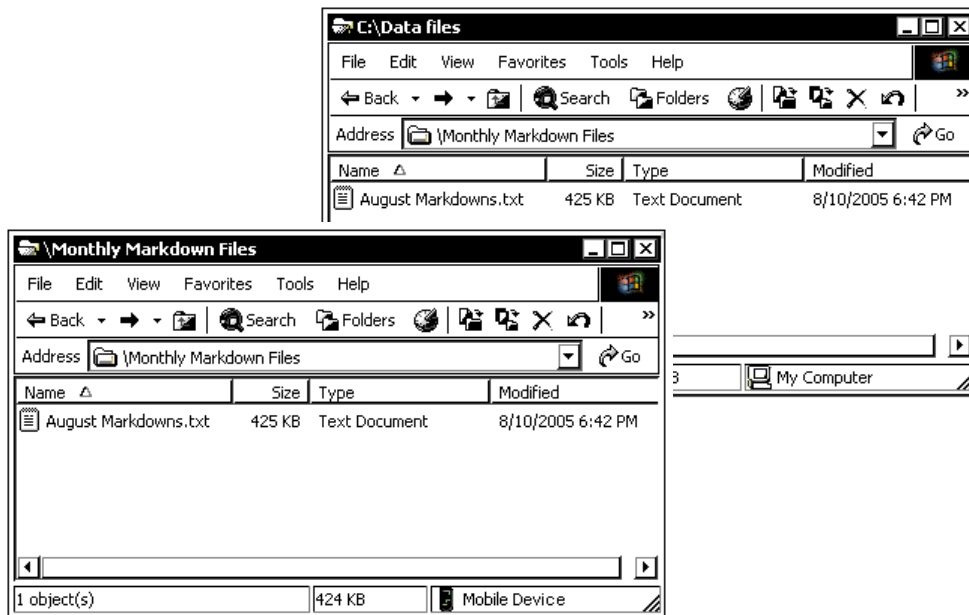 C:\Data files
File Edit View Favorites Tools Help
Back Search Folders »
Address \Monthly Markdown Files Go
Name Size Type Modified
August Markdowns.txt 425 KB Text Document 8/10/2005 6:42 PM
My Computer
\Monthly Markdown Files
File Edit View Favorites Tools Help
Back Search Folders »
Address \Monthly Markdown Files Go
Name Size Type Modified
August Markdowns.txt 425 KB Text Document 8/10/2005 6:42 PM
1 object(s) 424 KB Mobile Device